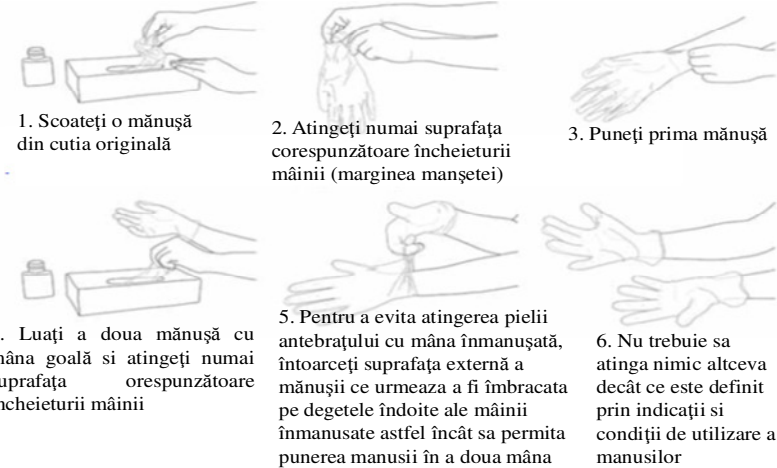 1. Scoateţi o mănuşă
din cutia originală
2. Atingeţi numai suprafaţa
corespunzătoare încheieturii
mâinii (marginea manşetei)
3. Puneţi prima mănuşă
. Luaţi a doua mănuşă cu
mâna goală si atingeţi numai
suprafaţa orespunzătoare
ncheieturii mâinii
5. Pentru a evita atingerea pielii
antebraţului cu mâna înmanuşată,
întoarceţi suprafaţa externă a
mănuşii ce urmeaza a fi îmbracata
pe degetele îndoite ale mâinii
înmanusate astfel încât sa permita
punerea manusii în a doua mâna
6. Nu trebuie sa
atinga nimic altceva
decât ce este definit
prin indicaţii si
condiţii de utilizare a
manusilor